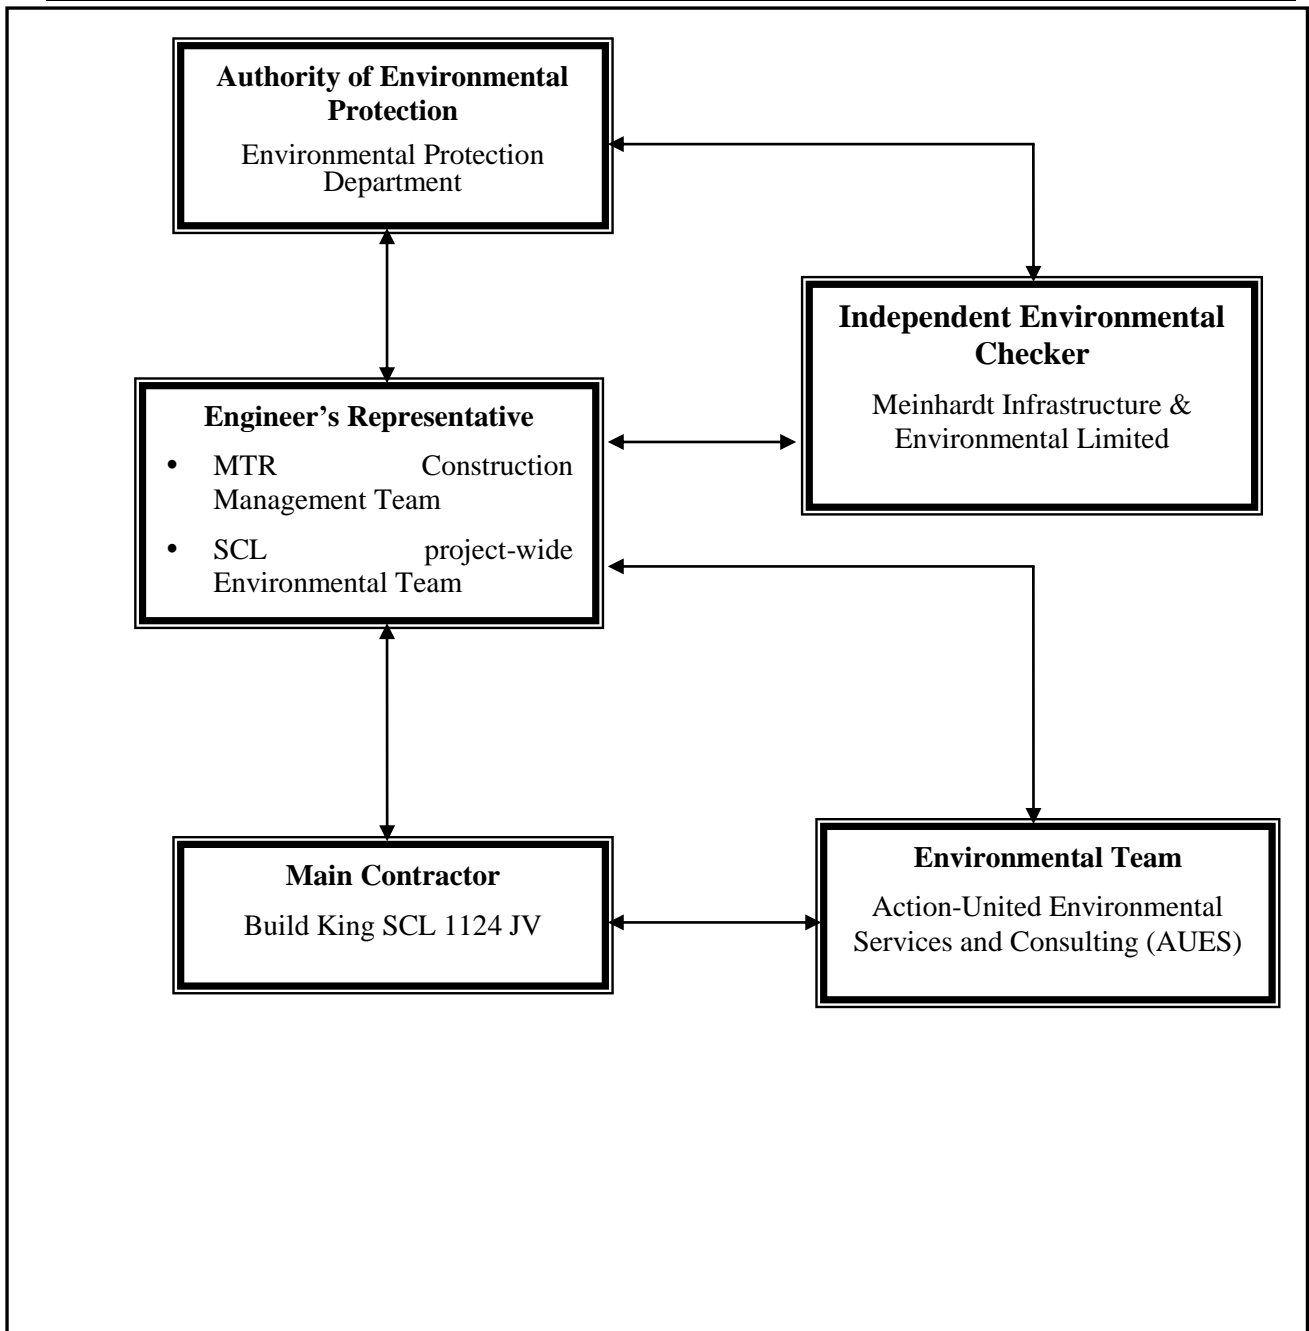 Authority of Environmental
Protection
Environmental Protection
Department
Independent Environmental
Checker
Meinhardt Infrastructure &
Environmental Limited
Engineer’s Representative
• MTR Construction
Management Team
• SCL project-wide
Environmental Team
Main Contractor
Build King SCL 1124 JV
Environmental Team
Action-United Environmental
Services and Consulting (AUES)